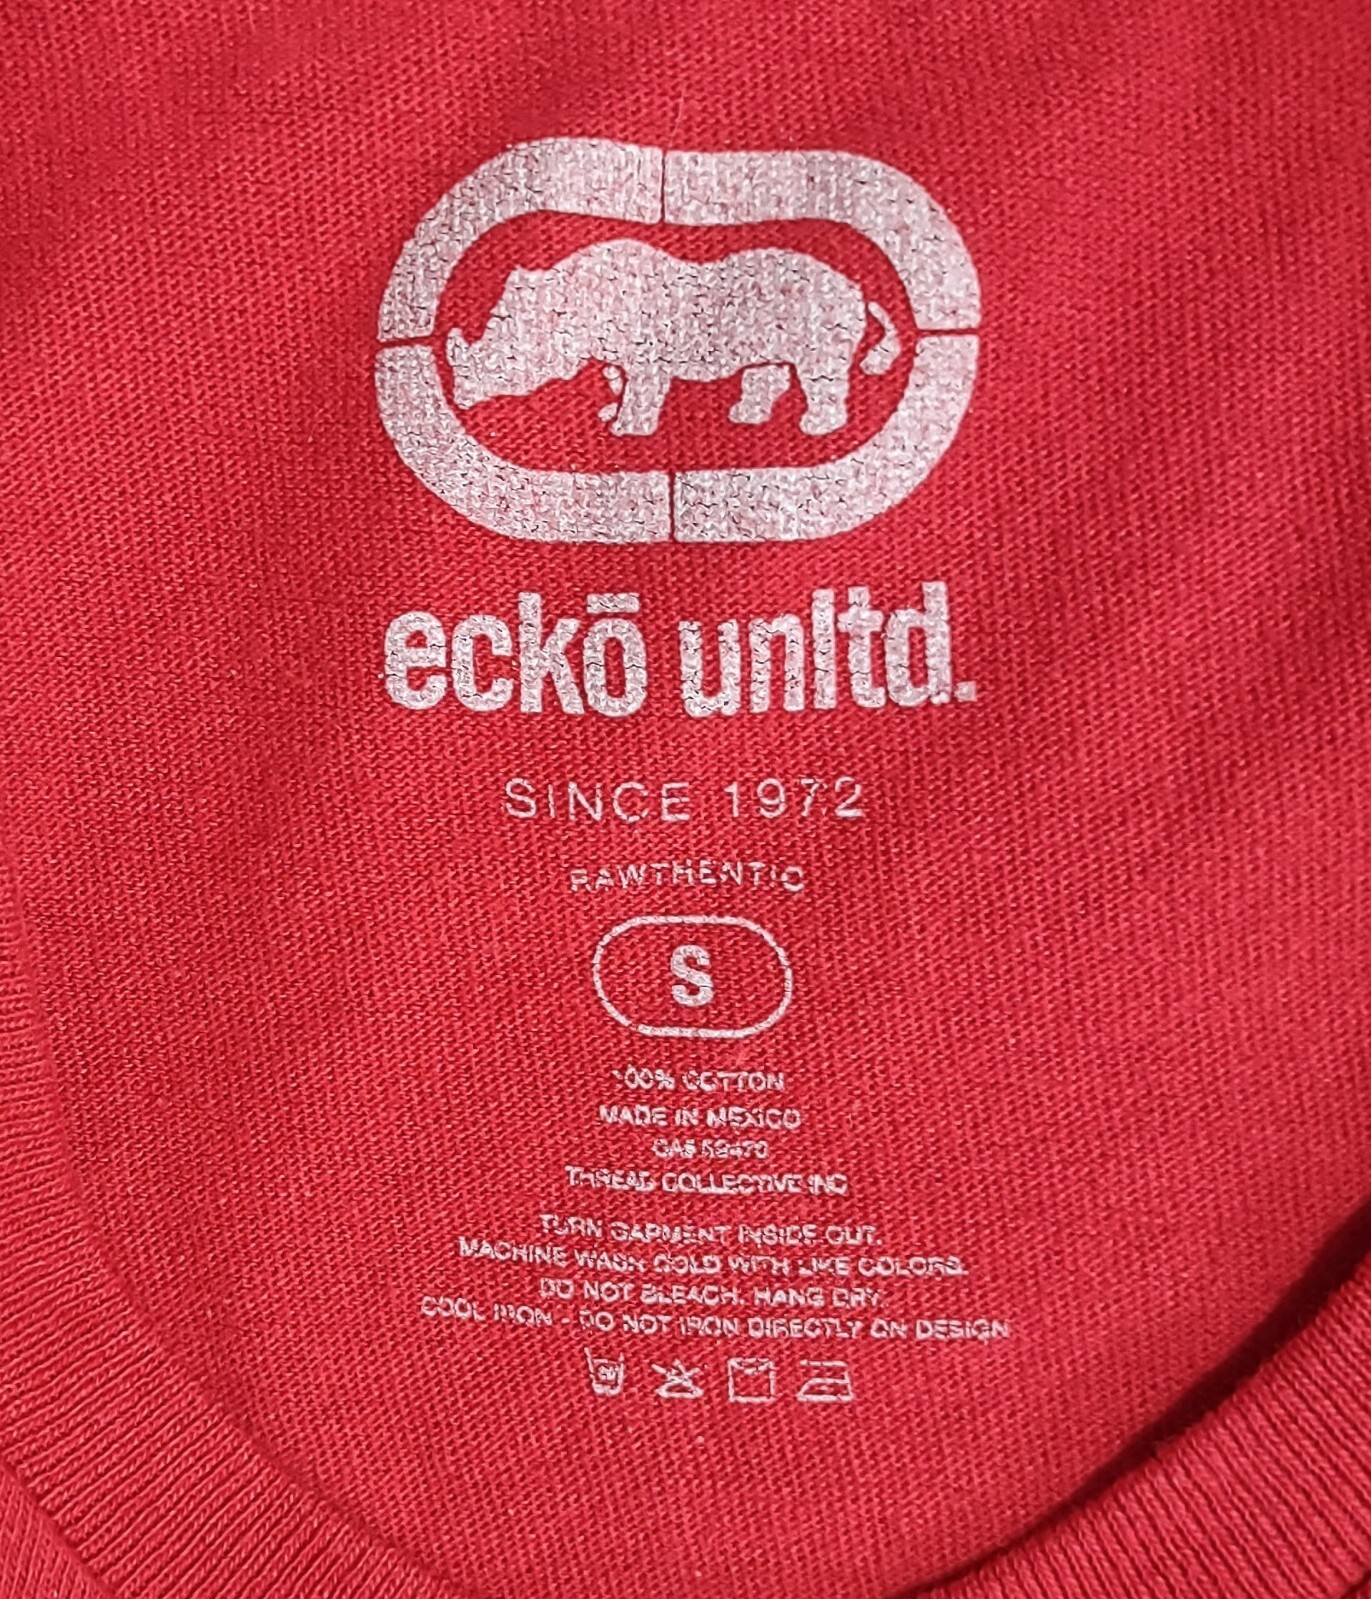 eckō unltd.
SINCE 1972
RAWTHENTIC
S
100% COTTON
MADE IN MEXICO
THREAD COLLECTIVE INC
TURN GARMENT INSIDE OUT.
MACHINE WASH COLD WITH LIKE COLORS.
DO NOT BLEACH. HANG DRY.
COOL IRON - DO NOT IRON DIRECTLY ON DESIGN